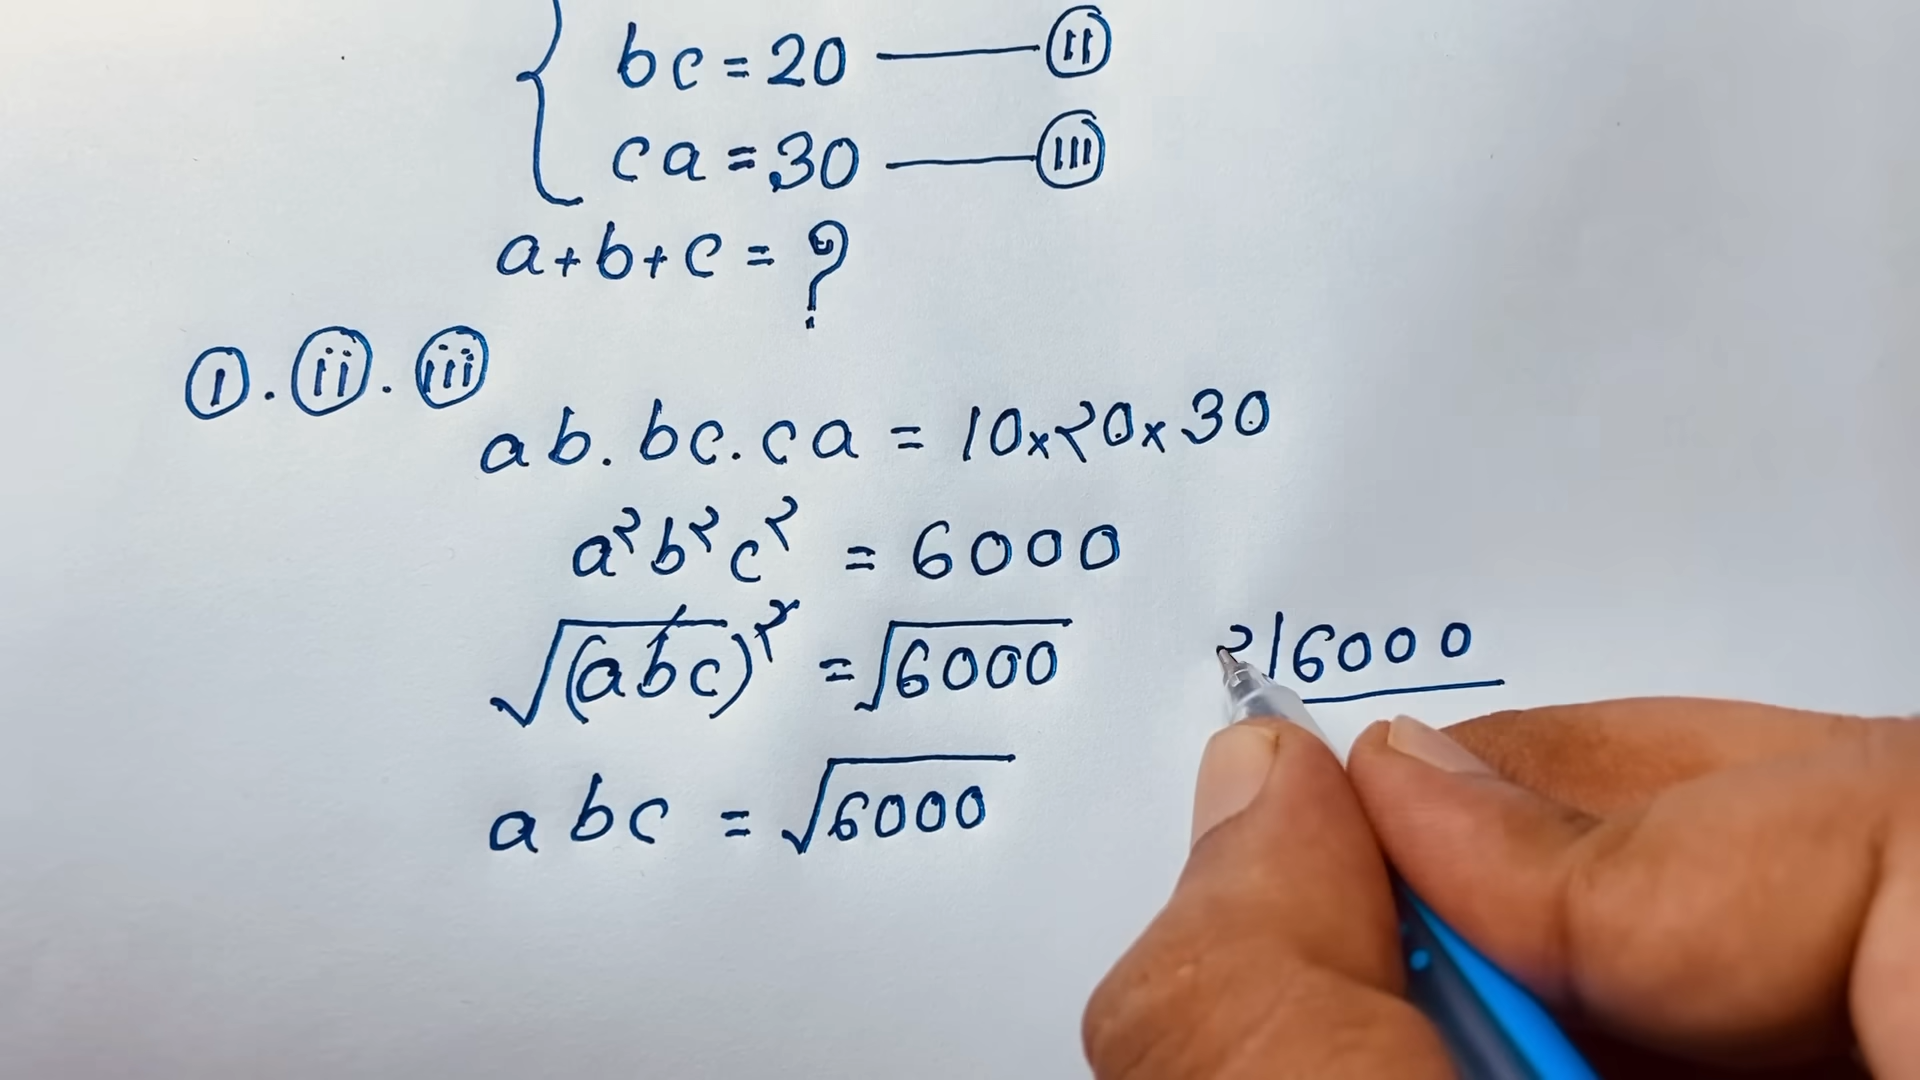 bc = 20 —— (ii)
ca = 30 —— (iii)
a+b+c = ?
(i) . (ii) . (iii)
ab . bc . ca = 10 x 20 x 30
a²b²c² = 6000
√(abc)² = √6000
2|6000
abc = √6000